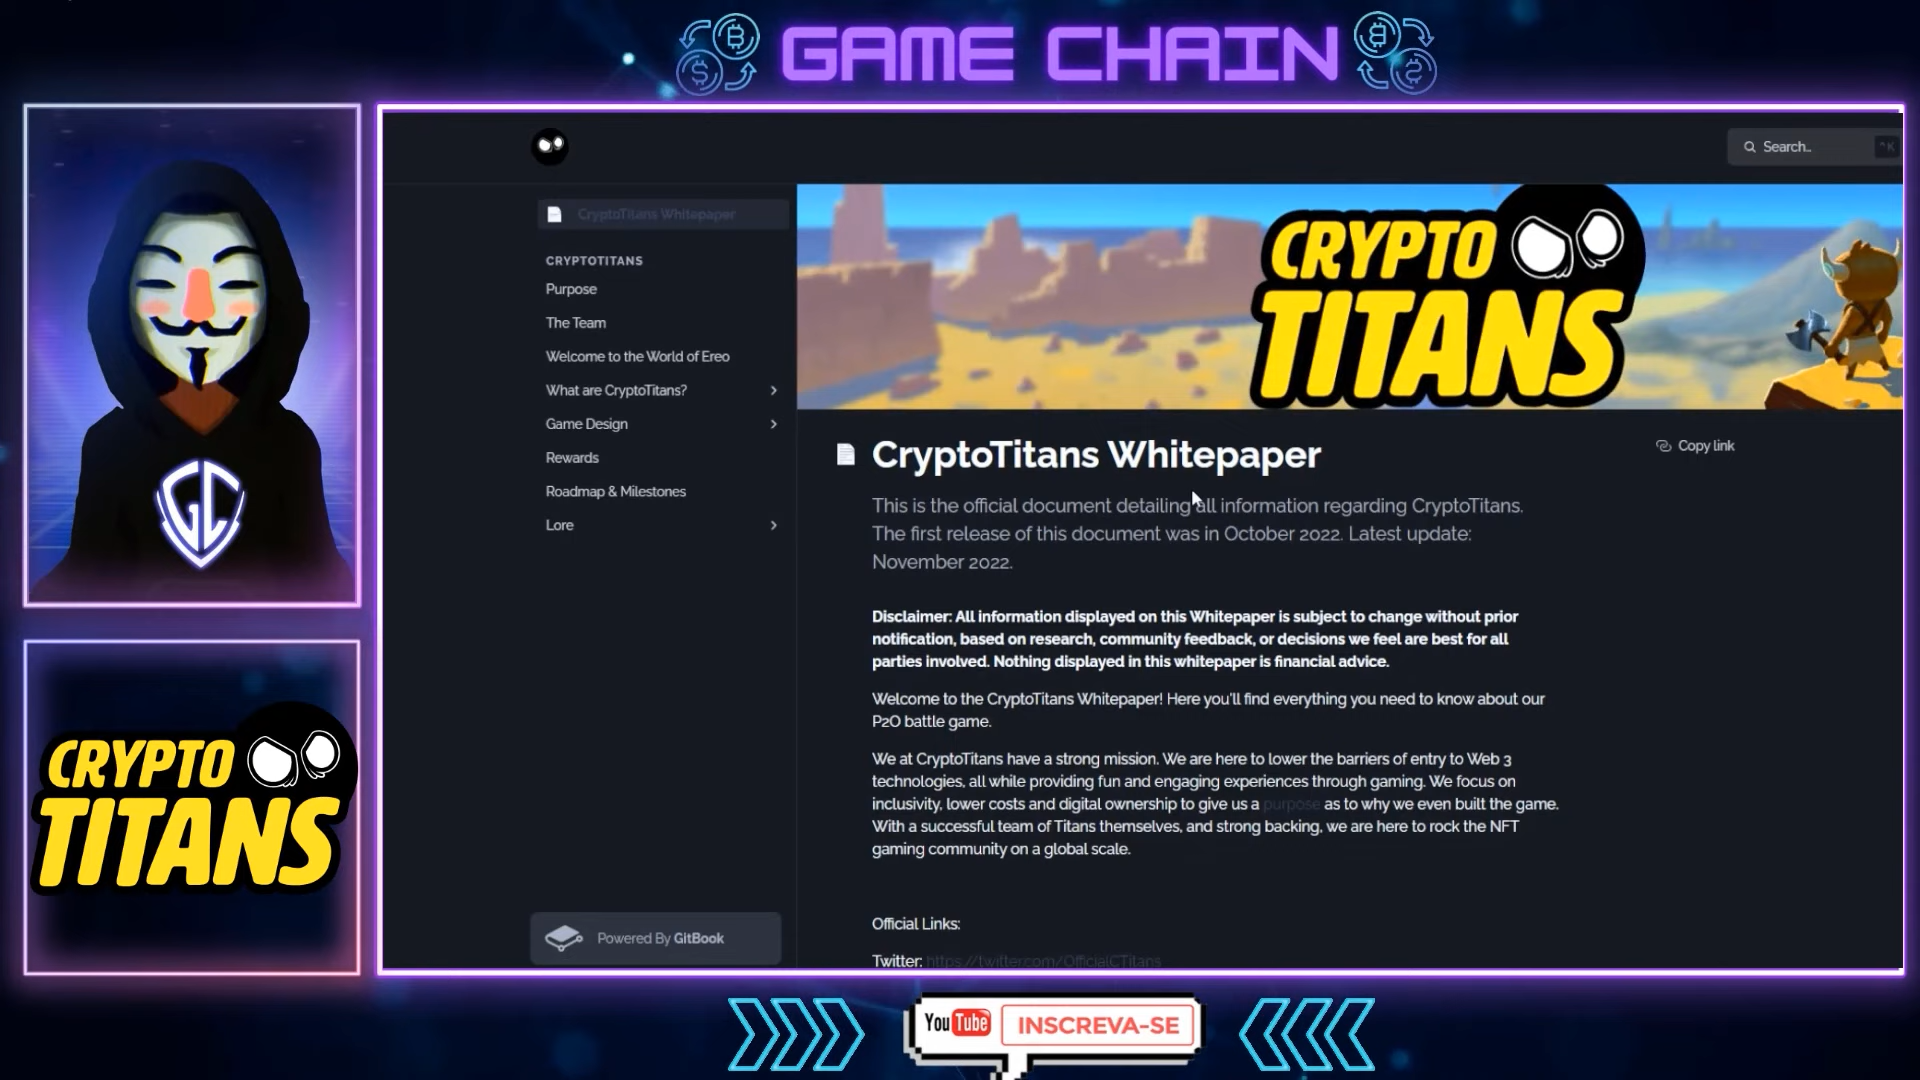 GAME CHAIN
Search...
^K
CryptoTitans Whitepaper
CRYPTOTITANS
Purpose
The Team
Welcome to the World of Ereo
What are CryptoTitans?
Game Design
Rewards
Roadmap & Milestones
Lore
Powered By GitBook
CRYPTO
TITANS
CryptoTitans Whitepaper
Copy link
This is the official document detailing all information regarding CryptoTitans.
The first release of this document was in October 2022. Latest update:
November 2022.
Disclaimer: All information displayed on this Whitepaper is subject to change without prior
notification, based on research, community feedback, or decisions we feel are best for all
parties involved. Nothing displayed in this whitepaper is financial advice.
Welcome to the CryptoTitans Whitepaper! Here you'll find everything you need to know about our
P2O battle game.
We at CryptoTitans have a strong mission. We are here to lower the barriers of entry to Web 3
technologies, all while providing fun and engaging experiences through gaming. We focus on
inclusivity, lower costs and digital ownership to give us a purpose as to why we even built the game.
With a successful team of Titans themselves, and strong backing, we are here to rock the NFT
gaming community on a global scale.
Official Links:
Twitter: https://twitter.com/OfficialCTitans
GC
CRYPTO
TITANS
YouTube INSCREVA-SE